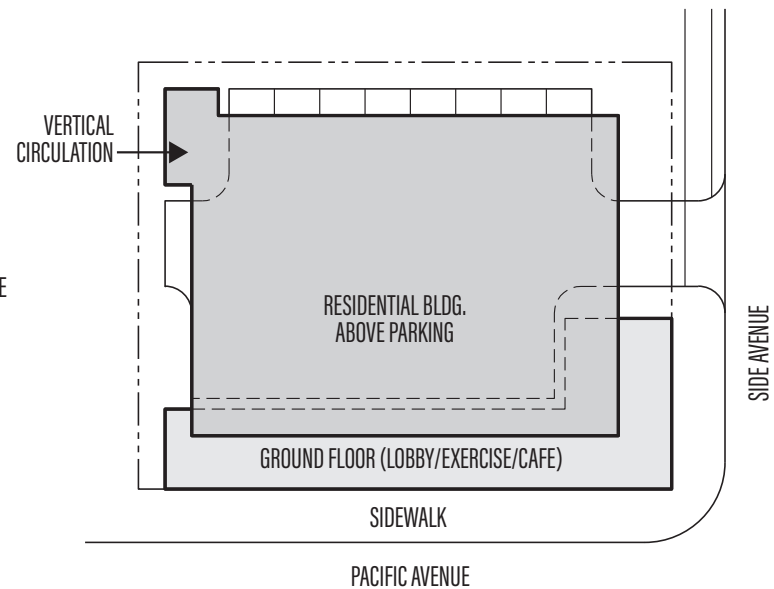 VERTICAL
CIRCULATION
E
RESIDENTIAL BLDG.
ABOVE PARKING
SIDE AVENUE
GROUND FLOOR (LOBBY/EXERCISE/CAFE)
SIDEWALK
PACIFIC AVENUE